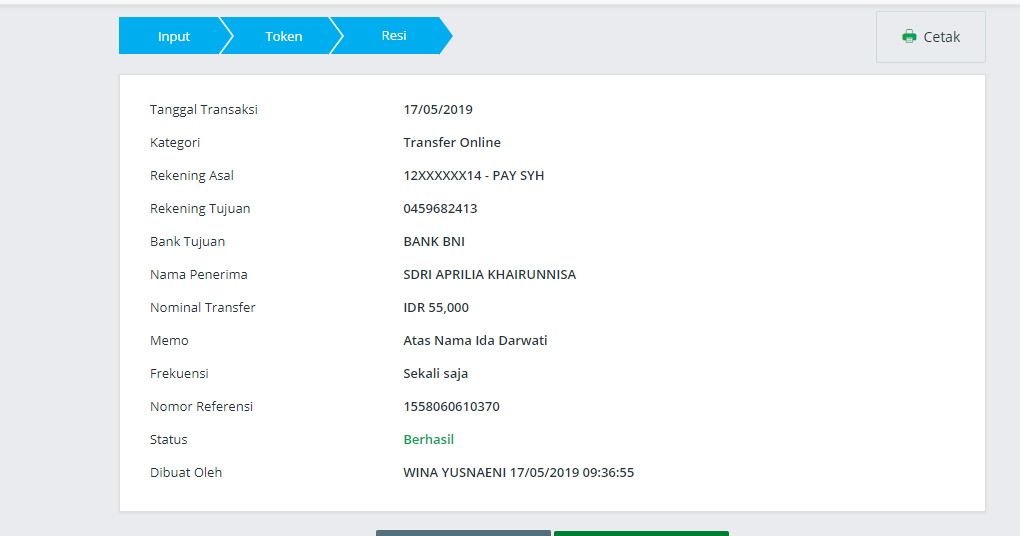 Input Token Resi Cetak
Tanggal Transaksi 17/05/2019
Kategori Transfer Online
Rekening Asal 12XXXXXX14 - PAY SYH
Rekening Tujuan 0459682413
Bank Tujuan BANK BNI
Nama Penerima SDRI APRILIA KHAIRUNNISA
Nominal Transfer IDR 55,000
Memo Atas Nama Ida Darwati
Frekuensi Sekali saja
Nomor Referensi 1558060610370
Status Berhasil
Dibuat Oleh WINA YUSNAENI 17/05/2019 09:36:55